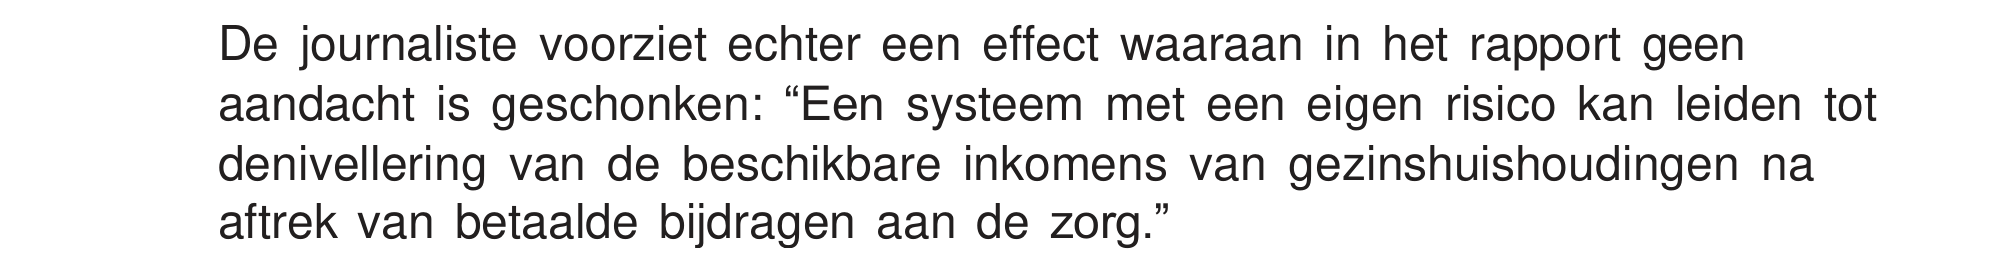 De journaliste voorziet echter een effect waaraan in het rapport geen
aandacht is geschonken: “Een systeem met een eigen risico kan leiden tot
denivellering van de beschikbare inkomens van gezinshuishoudingen na
aftrek van betaalde bijdragen aan de zorg.”